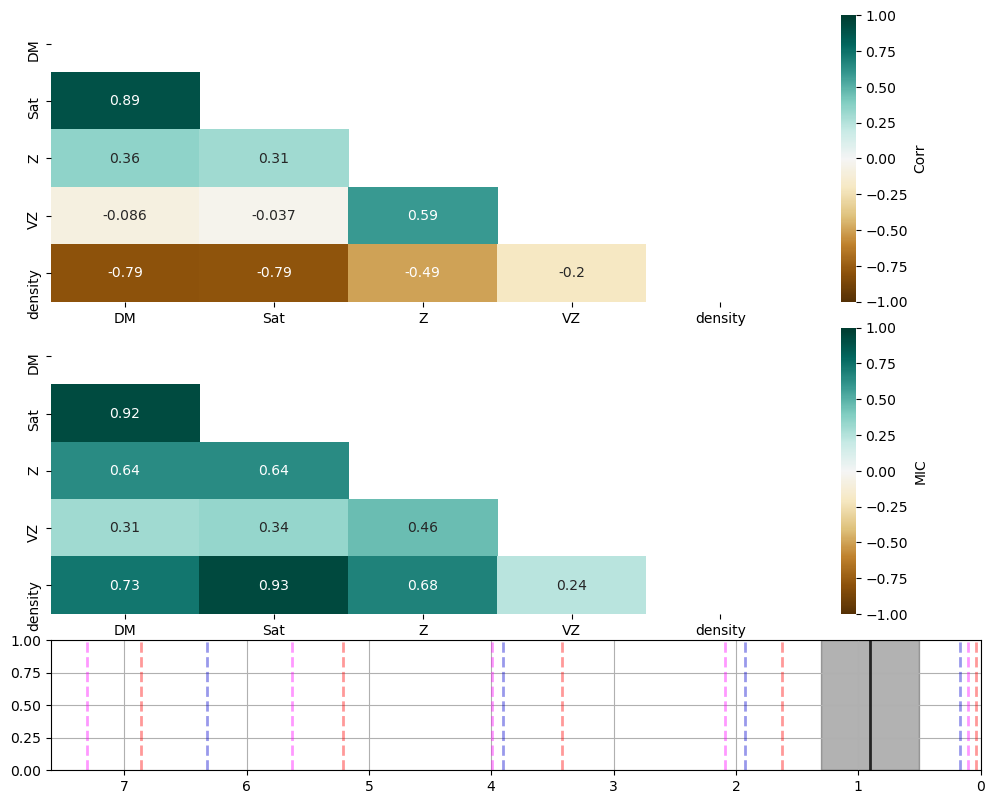 DM
Sat
Z
VZ
density
0.89
0.36 0.31
-0.086 -0.037 0.59
-0.79 -0.79 -0.49 -0.2
DM Sat Z VZ density
1.00
0.75
0.50
0.25
0.00
−0.25
−0.50
−0.75
−1.00
Corr
DM
Sat
Z
VZ
density
0.92
0.64 0.64
0.31 0.34 0.46
0.73 0.93 0.68 0.24
DM Sat Z VZ density
1.00
0.75
0.50
0.25
0.00
−0.25
−0.50
−0.75
−1.00
MIC
1.00
0.75
0.50
0.25
0.00
7 6 5 4 3 2 1 0